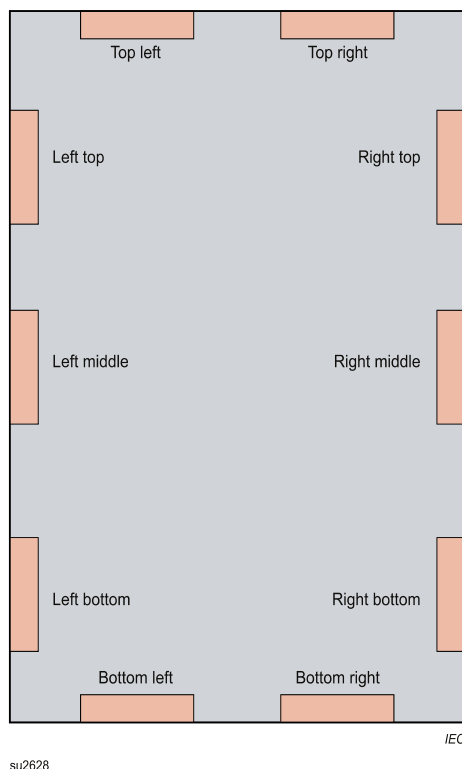 Top left Top right
Left top Right top
Left middle Right middle
Left bottom Right bottom
Bottom left Bottom right
IEC
su2628